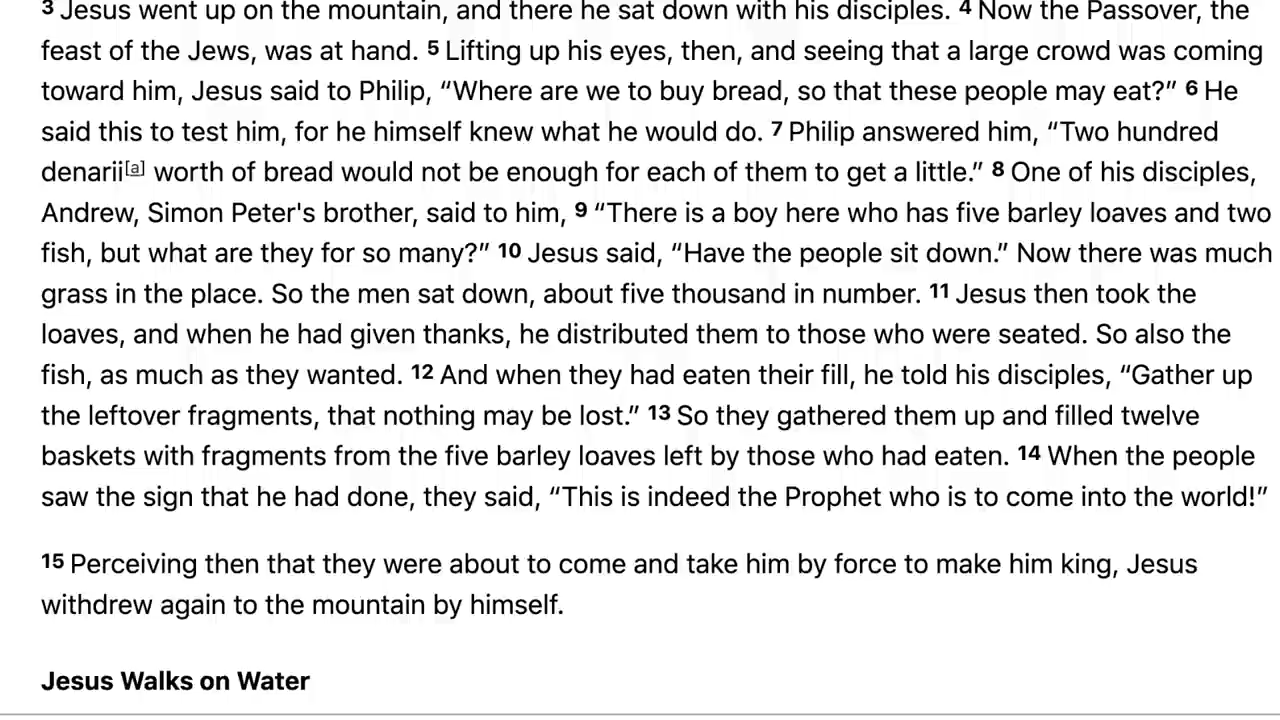 3 Jesus went up on the mountain, and there he sat down with his disciples. 4 Now the Passover, the
feast of the Jews, was at hand. 5 Lifting up his eyes, then, and seeing that a large crowd was coming
toward him, Jesus said to Philip, “Where are we to buy bread, so that these people may eat?” 6 He
said this to test him, for he himself knew what he would do. 7 Philip answered him, “Two hundred
denarii[a] worth of bread would not be enough for each of them to get a little.” 8 One of his disciples,
Andrew, Simon Peter's brother, said to him, 9 “There is a boy here who has five barley loaves and two
fish, but what are they for so many?” 10 Jesus said, “Have the people sit down.” Now there was much
grass in the place. So the men sat down, about five thousand in number. 11 Jesus then took the
loaves, and when he had given thanks, he distributed them to those who were seated. So also the
fish, as much as they wanted. 12 And when they had eaten their fill, he told his disciples, “Gather up
the leftover fragments, that nothing may be lost.” 13 So they gathered them up and filled twelve
baskets with fragments from the five barley loaves left by those who had eaten. 14 When the people
saw the sign that he had done, they said, “This is indeed the Prophet who is to come into the world!”
15 Perceiving then that they were about to come and take him by force to make him king, Jesus
withdrew again to the mountain by himself.
Jesus Walks on Water